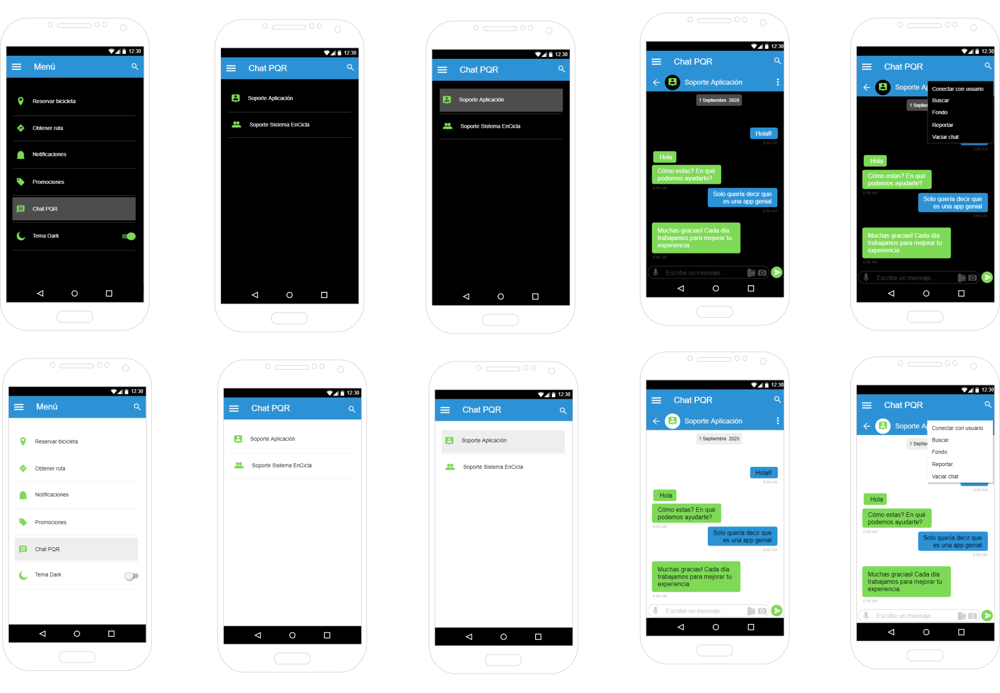 12:30
Menú
Reservar bicicleta
Obtener ruta
Notificaciones
Promociones
Chat PQR
Tema Dark
12:30
Chat PQR
Soporte Aplicación
Soporte Sistema EnCicla
12:30
Chat PQR
Soporte Aplicación
Soporte Sistema EnCicla
12:30
Chat PQR
Soporte Aplicación
1 Septiembre 2020
Hola!!
8:56 AM
Hola
Cómo estas? En qué
podemos ayudarte?
8:56 AM
Solo quería decir que
es una app genial
8:56 AM
Muchas gracias! Cada día
trabajamos para mejorar tu
experiencia.
8:56 AM
Escribe un mensaje...
12:30
Chat PQR
Soporte Ap
Conectar con usuario
Buscar
1 Septie
Fondo
Reportar
Vaciar chat
8:56 AM
Hola
Cómo estas? En qué
podemos ayudarte?
8:56 AM
Solo quería decir que
es una app genial
8:56 AM
Muchas gracias! Cada día
trabajamos para mejorar tu
experiencia.
8:56 AM
Escribe un mensaje...
12:30
Menú
Reservar bicicleta
Obtener ruta
Notificaciones
Promociones
Chat PQR
Tema Dark
12:30
Chat PQR
Soporte Aplicación
Soporte Sistema EnCicla
12:30
Chat PQR
Soporte Aplicación
Soporte Sistema EnCicla
12:30
Chat PQR
Soporte Aplicación
1 Septiembre 2020
Hola!!
8:56 AM
Hola
Cómo estas? En qué
podemos ayudarte?
8:56 AM
Solo quería decir que
es una app genial
8:56 AM
Muchas gracias! Cada día
trabajamos para mejorar tu
experiencia.
8:56 AM
Escribe un mensaje...
12:30
Chat PQR
Soporte Ap
Conectar con usuario
Buscar
1 Septie
Fondo
Reportar
Vaciar chat
8:56 AM
Hola
Cómo estas? En qué
podemos ayudarte?
8:56 AM
Solo quería decir que
es una app genial
8:56 AM
Muchas gracias! Cada día
trabajamos para mejorar tu
experiencia.
8:56 AM
Escribe un mensaje...